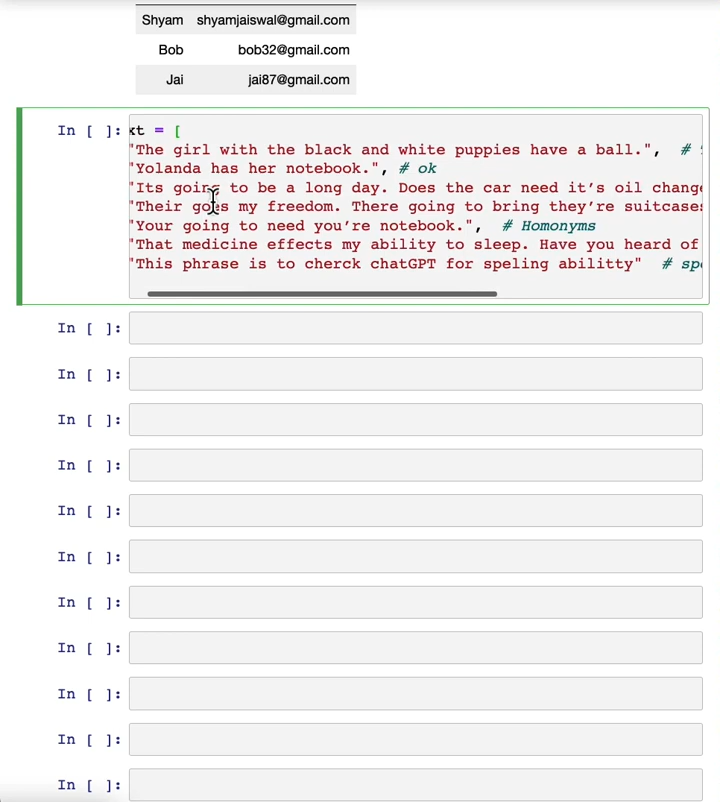 Shyam shyamjaiswal@gmail.com
Bob bob32@gmail.com
Jai jai87@gmail.com
In [ ]: xt = [
"The girl with the black and white puppies have a ball.", #
"Yolanda has her notebook.", # ok
"Its going to be a long day. Does the car need it’s oil change
"Their goes my freedom. There going to bring they’re suitcases
"Your going to need you’re notebook.", # Homonyms
"That medicine effects my ability to sleep. Have you heard of
"This phrase is to cherck chatGPT for speling abilitty" # spe
In [ ]:
In [ ]:
In [ ]:
In [ ]:
In [ ]:
In [ ]:
In [ ]:
In [ ]:
In [ ]:
In [ ]:
In [ ]: